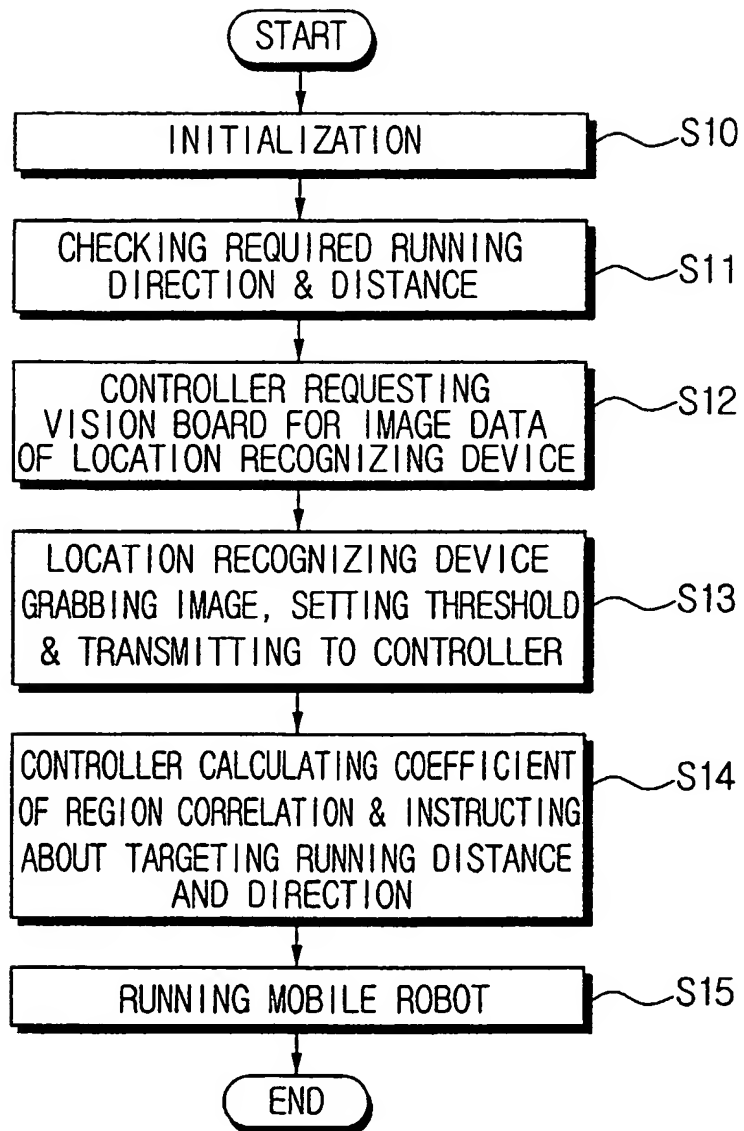 START
INITIALIZATION
S10
CHECKING REQUIRED RUNNING
DIRECTION & DISTANCE
S11
CONTROLLER REQUESTING
VISION BOARD FOR IMAGE DATA
OF LOCATION RECOGNIZING DEVICE
S12
LOCATION RECOGNIZING DEVICE
GRABBING IMAGE, SETTING THRESHOLD
& TRANSMITTING TO CONTROLLER
S13
CONTROLLER CALCULATING COEFFICIENT
OF REGION CORRELATION & INSTRUCTING
ABOUT TARGETING RUNNING DISTANCE
AND DIRECTION
S14
RUNNING MOBILE ROBOT
S15
END